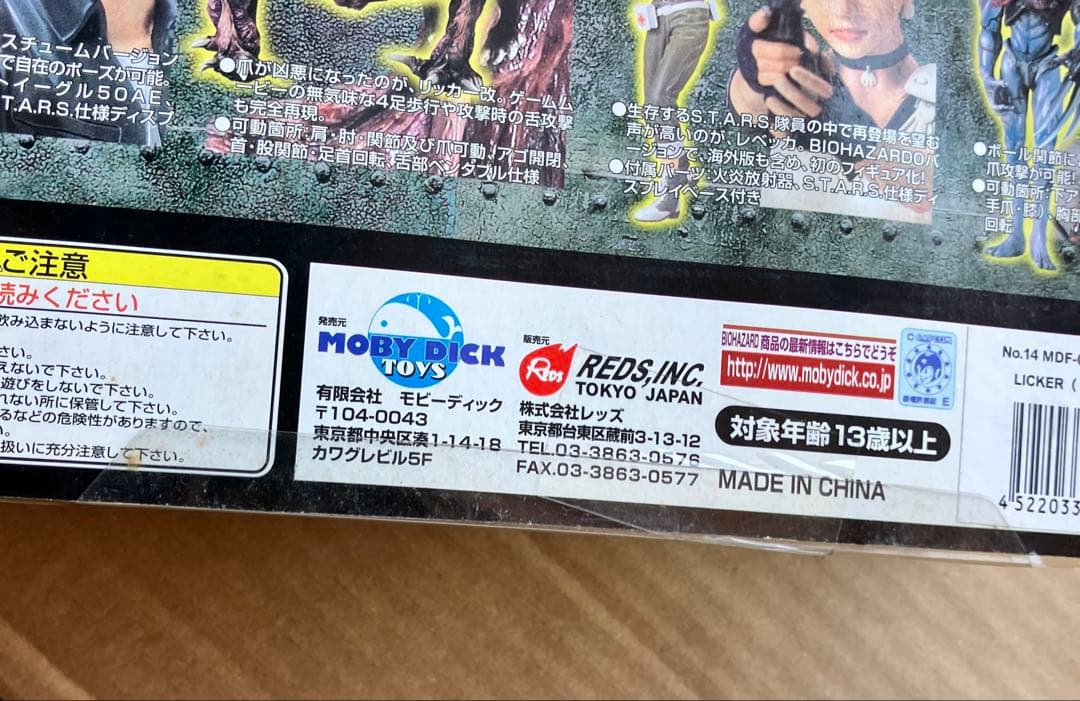 スチュームバージョン
で自在のポーズが可能。
イーグル50AE、
T.A.R.S.仕様ディスプ
●爪が凶悪になったのが、リッカー改。ゲームム
ービーの無気味な4足歩行や攻撃時の舌攻撃
も完全再現。
●可動箇所:肩・肘・関節及び爪可動、アゴ開閉、
首・股関節・足首回転、舌部ベンダブル仕様
●生存するS.T.A.R.S.隊員の中で再登場を望む
声が高いのが、レベッカ。BIOHAZARD0バ
ージョンで、海外版も含め、初のフィギュア化!
●付属パーツ:火炎放射器、S.T.A.R.S.仕様ディ
スプレイベース付き
●ボール関節に、
爪攻撃が可能!
●可動箇所:下ア
手爪・膝)、胸部
回転
ご注意
読みください
飲み込まないように注意して下さい。
さい。
えないで下さい。
遊びをしないで下さい。
れない所に保管して下さい。
るなどの危険性がありますので、
い。
扱いに充分注意して下さい。
発売元
MOBY DICK
TOYS
有限会社 モビーディック
〒104-0043
東京都中央区湊1-14-18
カワグレビル5F
販売元
REDS
REDS,INC.
TOKYO JAPAN
株式会社レッズ
東京都台東区蔵前3-13-12
TEL.03-3863-0576
FAX.03-3863-0577
BIOHAZARD 商品の最新情報はこちらでどうぞ
http://www.mobydick.co.jp
CAPCOM
E
対象年齢13歳以上
MADE IN CHINA
No.14 MDF-
LICKER (
4522033